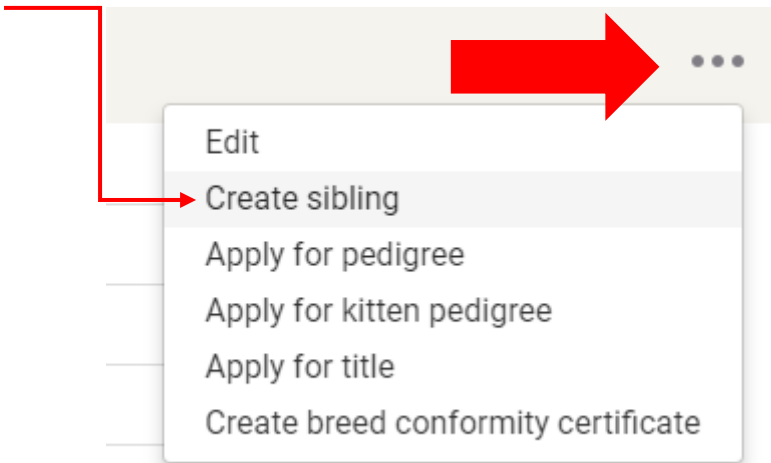 Edit
Create sibling
Apply for pedigree
Apply for kitten pedigree
Apply for title
Create breed conformity certificate